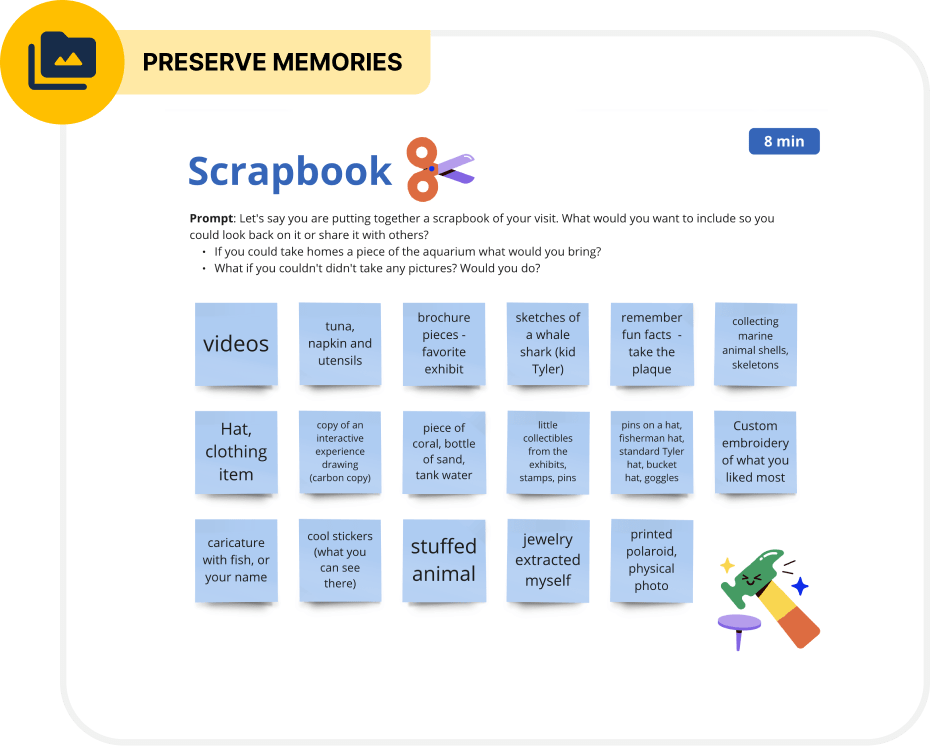 PRESERVE MEMORIES
8 min
Scrapbook
Prompt: Let's say you are putting together a scrapbook of your visit. What would you want to include so you
could look back on it or share it with others?
• If you could take homes a piece of the aquarium what would you bring?
• What if you couldn't didn't take any pictures? Would you do?
videos
tuna,
napkin and
utensils
brochure
pieces -
favorite
exhibit
sketches of
a whale
shark (kid
Tyler)
remember
fun facts -
take the
plaque
collecting
marine
animal shells,
skeletons
Hat,
clothing
item
copy of an
interactive
experience
drawing
(carbon copy)
piece of
coral, bottle
of sand,
tank water
little
collectibles
from the
exhibits,
stamps, pins
pins on a hat,
fisherman hat,
standard Tyler
hat, bucket
hat, goggles
Custom
embroidery
of what you
liked most
caricature
with fish, or
your name
cool stickers
(what you
can see
there)
stuffed
animal
jewelry
extracted
myself
printed
polaroid,
physical
photo